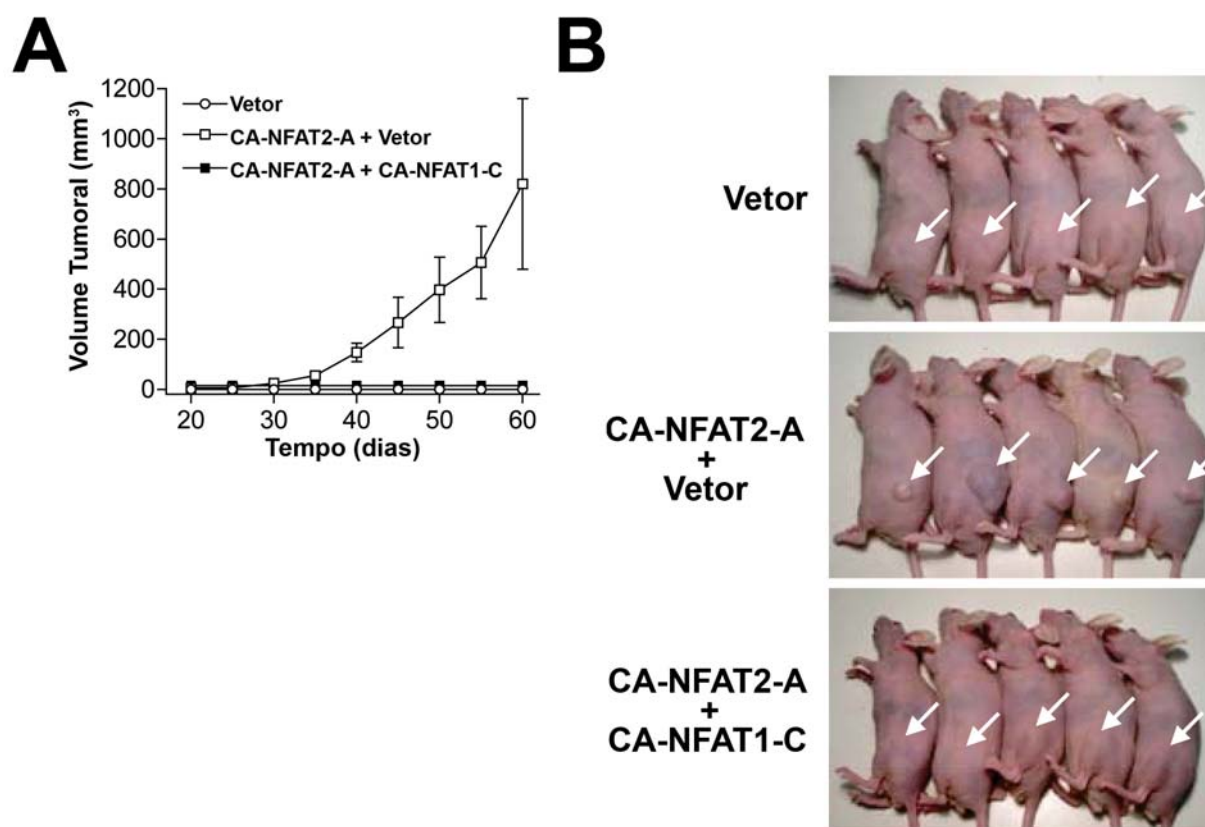 A
B
1200
1000
800
600
400
200
0
Volume Tumoral (mm³)
Vetor
CA-NFAT2-A + Vetor
CA-NFAT2-A + CA-NFAT1-C
20
30
40
50
60
Tempo (dias)
Vetor
CA-NFAT2-A
+
Vetor
CA-NFAT2-A
+
CA-NFAT1-C